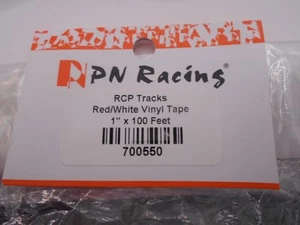 PN Racing®
RCP Tracks
Red/White Vinyl Tape
1" x 100 Feet
700550